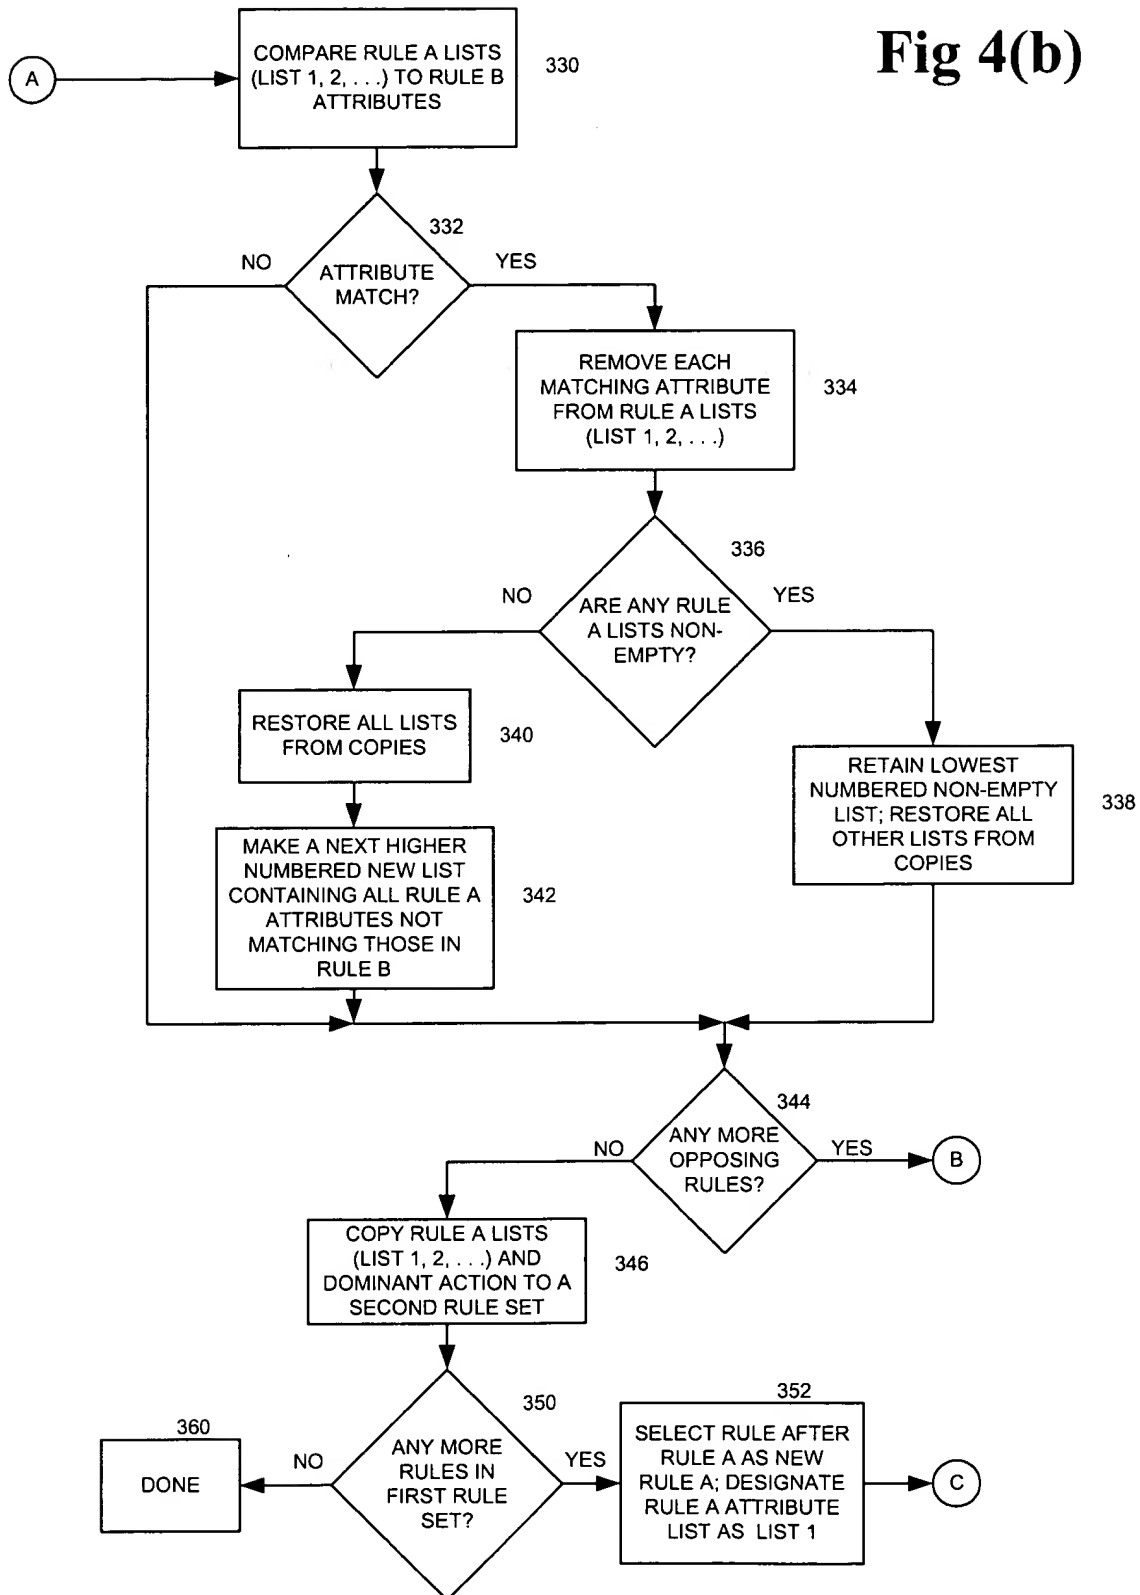 Fig 4(b)
A
COMPARE RULE A LISTS
(LIST 1, 2, . . .) TO RULE B
ATTRIBUTES
330
332
NO
YES
ATTRIBUTE
MATCH?
REMOVE EACH
MATCHING ATTRIBUTE
FROM RULE A LISTS
(LIST 1, 2, . . .)
334
336
NO
YES
ARE ANY RULE
A LISTS NON-
EMPTY?
RESTORE ALL LISTS
FROM COPIES
340
RETAIN LOWEST
NUMBERED NON-EMPTY
LIST; RESTORE ALL
OTHER LISTS FROM
COPIES
338
MAKE A NEXT HIGHER
NUMBERED NEW LIST
CONTAINING ALL RULE A
ATTRIBUTES NOT
MATCHING THOSE IN
RULE B
342
344
NO
YES
ANY MORE
OPPOSING
RULES?
B
COPY RULE A LISTS
(LIST 1, 2, . . .) AND
DOMINANT ACTION TO A
SECOND RULE SET
346
350
352
360
DONE
NO
ANY MORE
RULES IN
FIRST RULE
SET?
YES
SELECT RULE AFTER
RULE A AS NEW
RULE A; DESIGNATE
RULE A ATTRIBUTE
LIST AS LIST 1
C